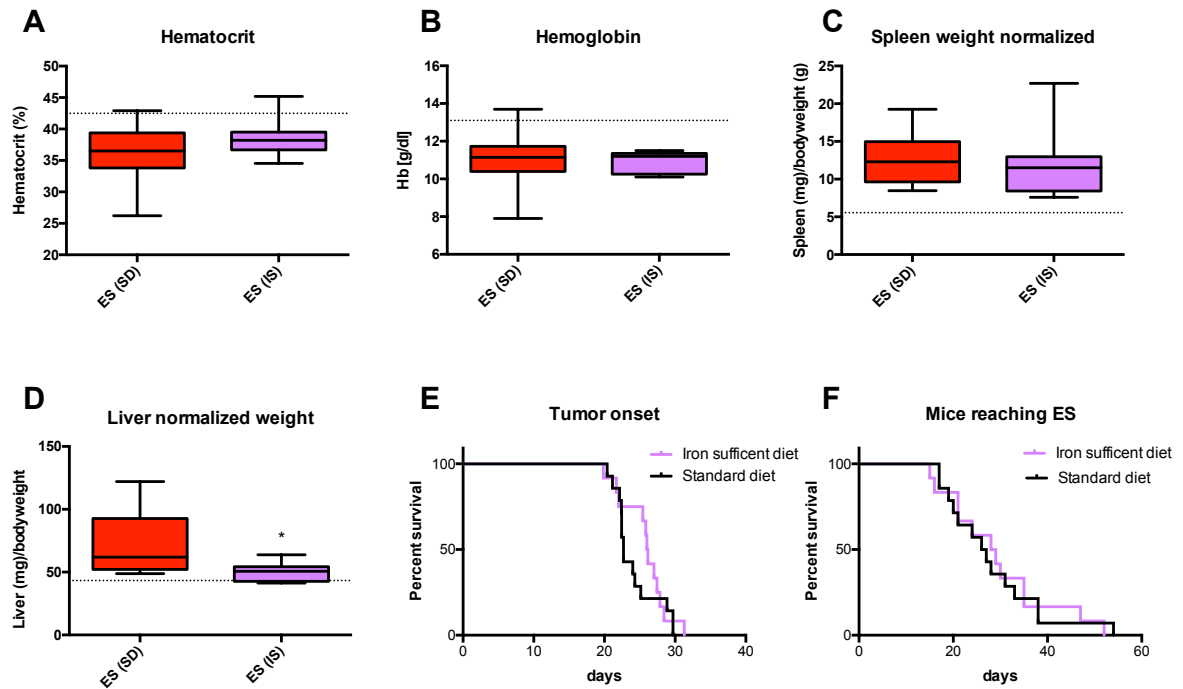 A
Hematocrit
Hematocrit (%)
50
45
40
35
30
25
20
ES (SD)
ES (IS)
B
Hemoglobin
Hb [g/dl]
16
14
12
10
8
6
ES (SD)
ES (IS)
C
Spleen weight normalized
Spleen (mg)/bodyweight (g)
25
20
15
10
5
0
ES (SD)
ES (IS)
D
Liver normalized weight
Liver (mg)/bodyweight
150
100
50
0
*
ES (SD)
ES (IS)
E
Tumor onset
Iron sufficent diet
Standard diet
Percent survival
100
50
0
0
10
20
30
40
days
F
Mice reaching ES
Iron sufficent diet
Standard diet
Percent survival
100
50
0
0
20
40
60
days